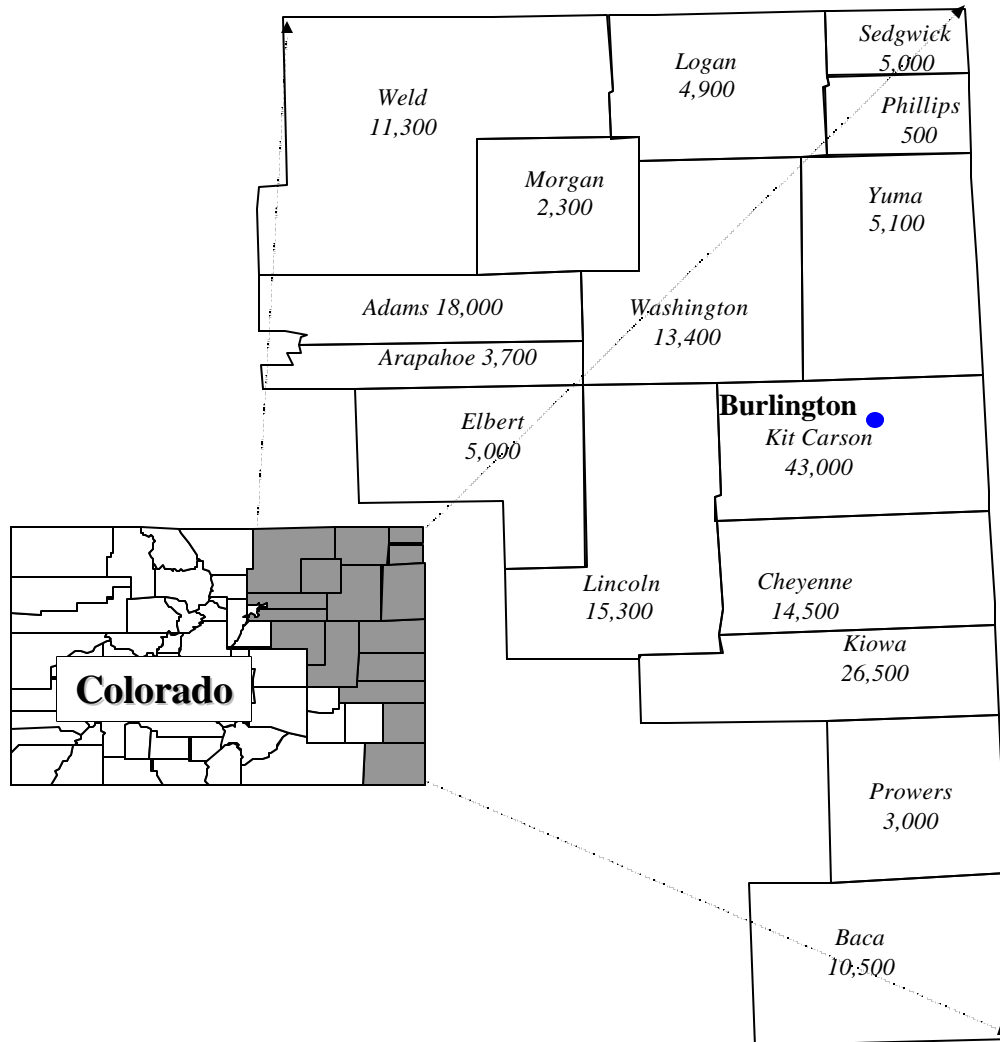 Sedgwick
5,000
Logan
4,900
Weld
11,300
Phillips
500
Morgan
2,300
Yuma
5,100
Adams 18,000
Washington
13,400
Arapahoe 3,700
Burlington
Kit Carson
43,000
Elbert
5,000
Lincoln
15,300
Cheyenne
14,500
Kiowa
26,500
Colorado
Prowers
3,000
Baca
10,500